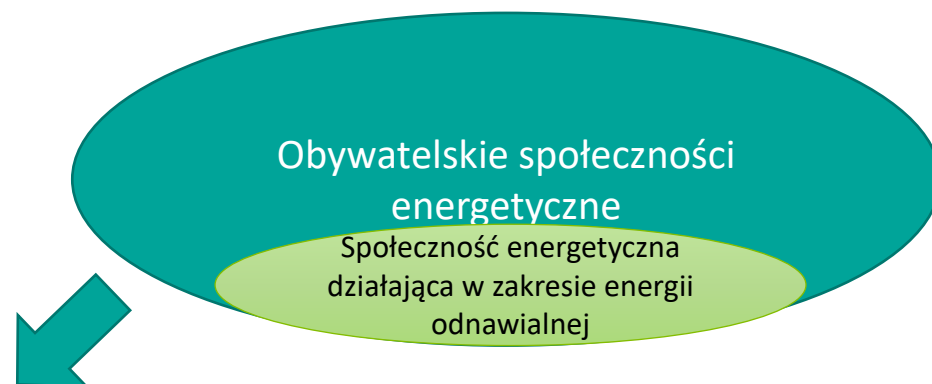 Obywatelskie społeczności
energetyczne
Społeczność energetyczna
działająca w zakresie energii
odnawialnej